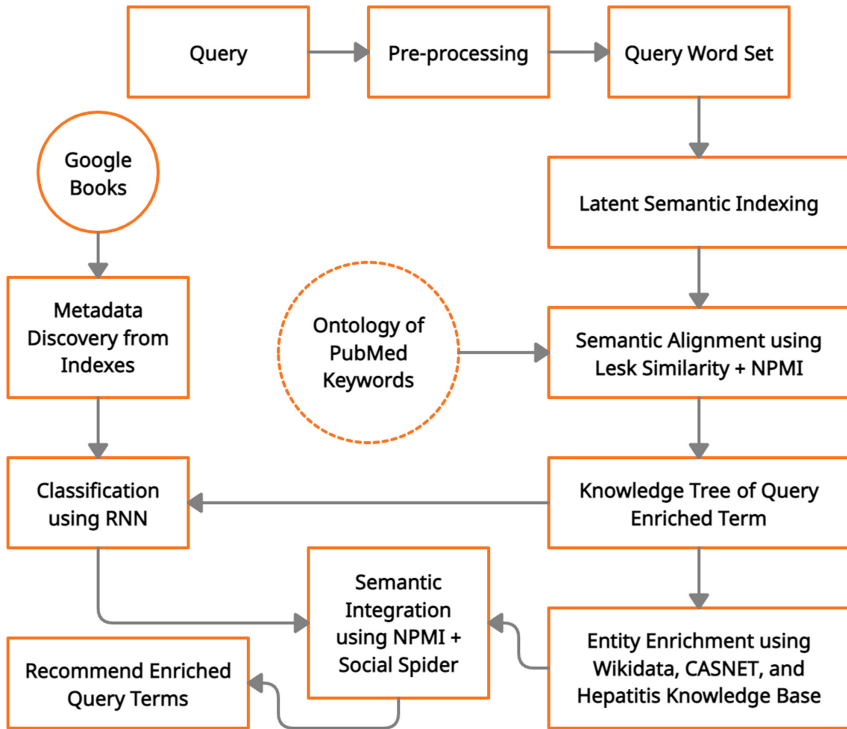 Query
Pre-processing
Query Word Set
Google
Books
Latent Semantic Indexing
Metadada
Discovery from
Indexes
Ontology of
PubMed
Keywords
Semantic Alignment using
Lesk Similarity + NPMI
Classification
using RNN
Knowledge Tree of Query
Enriched Term
Semantic
Integration
using NPMI +
Social Spider
Entity Enrichment using
Wikidata, CASNET, and
Hepatitis Knowledge Base
Recommend Enriched
Query Terms